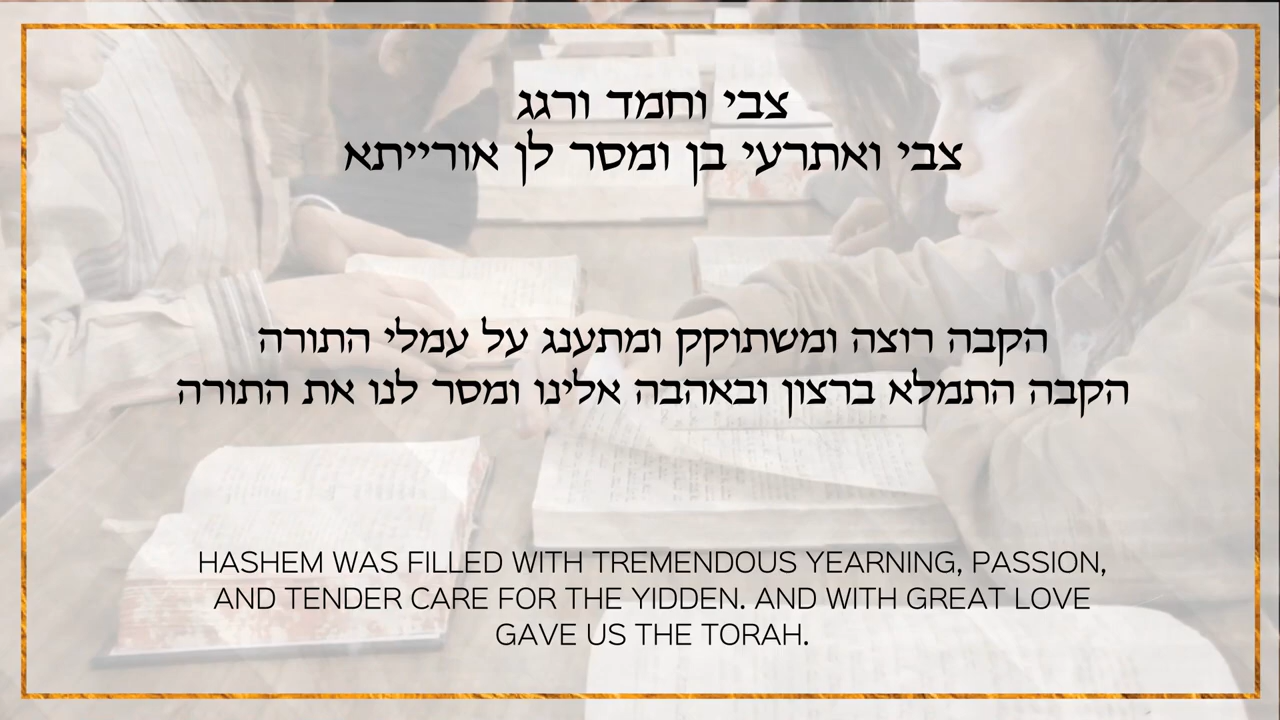 צבי וחמד ורגג
צבי ואתרעי בן ומסר לן אורייתא
הקבה רוצה ומשתוקק ומתענג על עמלי התורה
הקבה התמלא ברצון ובאהבה אלינו ומסר לנו את התורה
HASHEM WAS FILLED WITH TREMENDOUS YEARNING, PASSION,
AND TENDER CARE FOR THE YIDDEN. AND WITH GREAT LOVE
GAVE US THE TORAH.